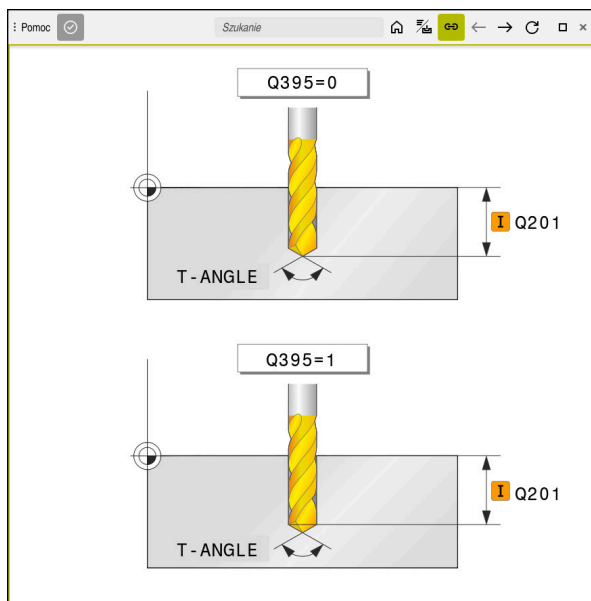 Pomoc
Szukanie
Q395=0
I Q201
T-ANGLE
Q395=1
I Q201
T-ANGLE